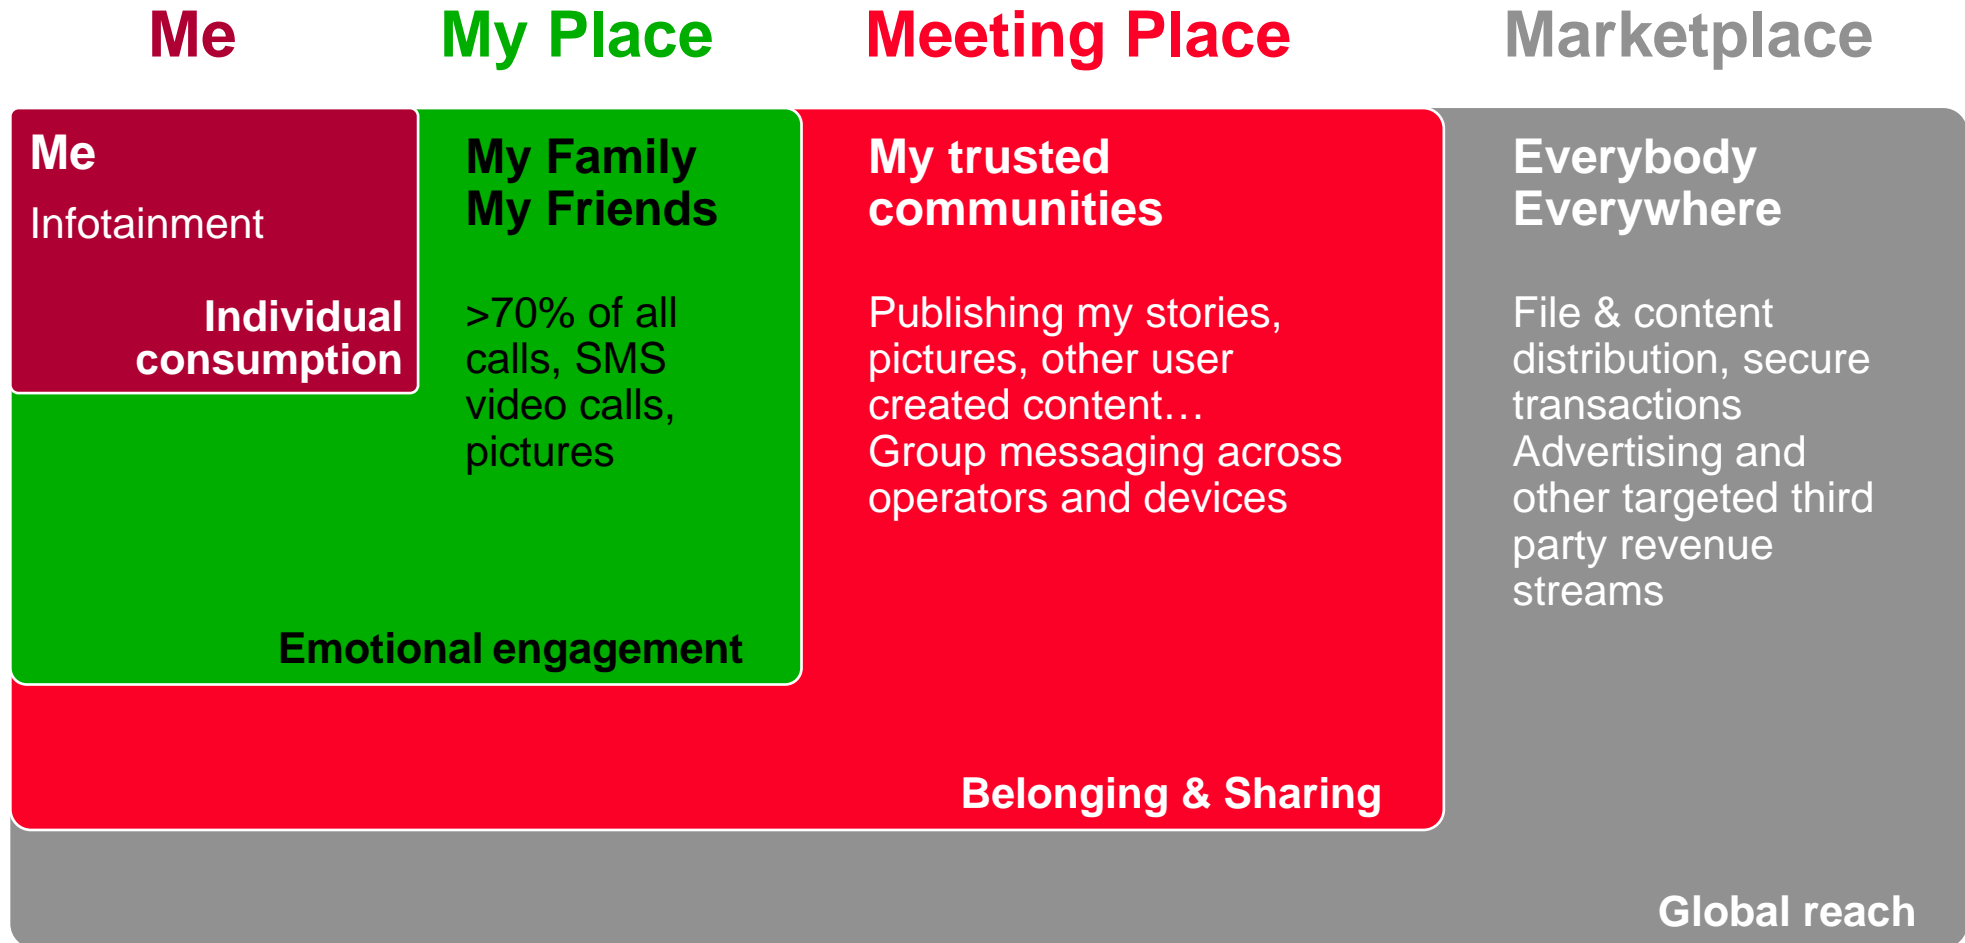 Me
My Place
Meeting Place
Marketplace
Me
Infotainment
Individual
consumption
My Family
My Friends
>70% of all
calls, SMS
video calls,
pictures
Emotional engagement
My trusted
communities
Publishing my stories,
pictures, other user
created content…
Group messaging across
operators and devices
Belonging & Sharing
Everybody
Everywhere
File & content
distribution, secure
transactions
Advertising and
other targeted third
party revenue
streams
Global reach